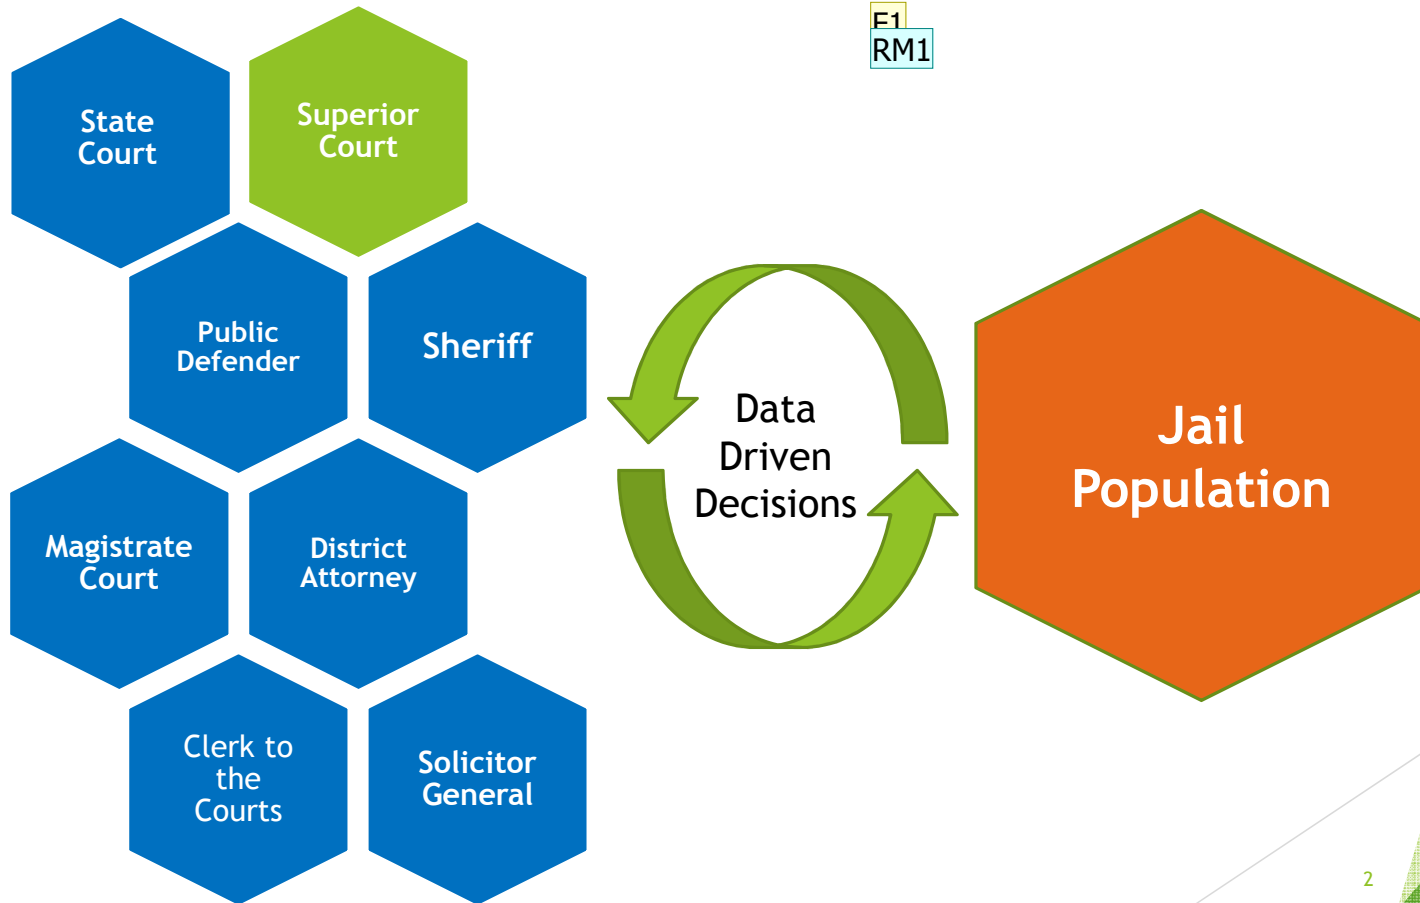 F1
RM1
State
Court
Superior
Court
Public
Defender
Sheriff
Magistrate
Court
District
Attorney
Clerk to
the
Courts
Solicitor
General
Data
Driven
Decisions
Jail
Population
2